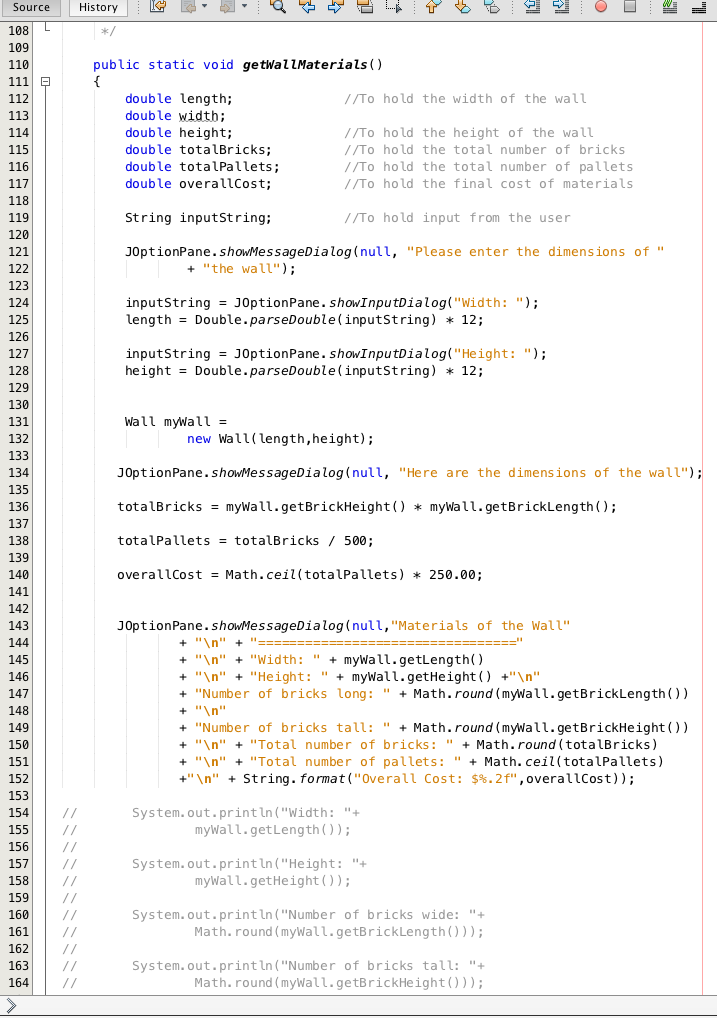 Source History
108 */
109
110 public static void getWallMaterials()
111 {
112 double length; //To hold the width of the wall
113 double width;
114 double height; //To hold the height of the wall
115 double totalBricks; //To hold the total number of bricks
116 double totalPallets; //To hold the total number of pallets
117 double overallCost; //To hold the final cost of materials
118
119 String inputString; //To hold input from the user
120
121 JOptionPane.showMessageDialog(null, "Please enter the dimensions of "
122 + "the wall");
123
124 inputString = JOptionPane.showInputDialog("Width: ");
125 length = Double.parseDouble(inputString) * 12;
126
127 inputString = JOptionPane.showInputDialog("Height: ");
128 height = Double.parseDouble(inputString) * 12;
129
130
131 Wall myWall =
132 new Wall(length,height);
133
134 JOptionPane.showMessageDialog(null, "Here are the dimensions of the wall");
135
136 totalBricks = myWall.getBrickHeight() * myWall.getBrickLength();
137
138 totalPallets = totalBricks / 500;
139
140 overallCost = Math.ceil(totalPallets) * 250.00;
141
142
143 JOptionPane.showMessageDialog(null,"Materials of the Wall"
144 + "\n" + "================================="
145 + "\n" + "Width: " + myWall.getLength()
146 + "\n" + "Height: " + myWall.getHeight() +"\n"
147 + "Number of bricks long: " + Math.round(myWall.getBrickLength())
148 + "\n"
149 + "Number of bricks tall: " + Math.round(myWall.getBrickHeight())
150 + "\n" + "Total number of bricks: " + Math.round(totalBricks)
151 + "\n" + "Total number of pallets: " + Math.ceil(totalPallets)
152 +"\n" + String.format("Overall Cost: $%.2f",overallCost));
153
154 // System.out.println("Width: "+
155 // myWall.getLength());
156 //
157 // System.out.println("Height: "+
158 // myWall.getHeight());
159 //
160 // System.out.println("Number of bricks wide: "+
161 // Math.round(myWall.getBrickLength()));
162 //
163 // System.out.println("Number of bricks tall: "+
164 // Math.round(myWall.getBrickHeight()));